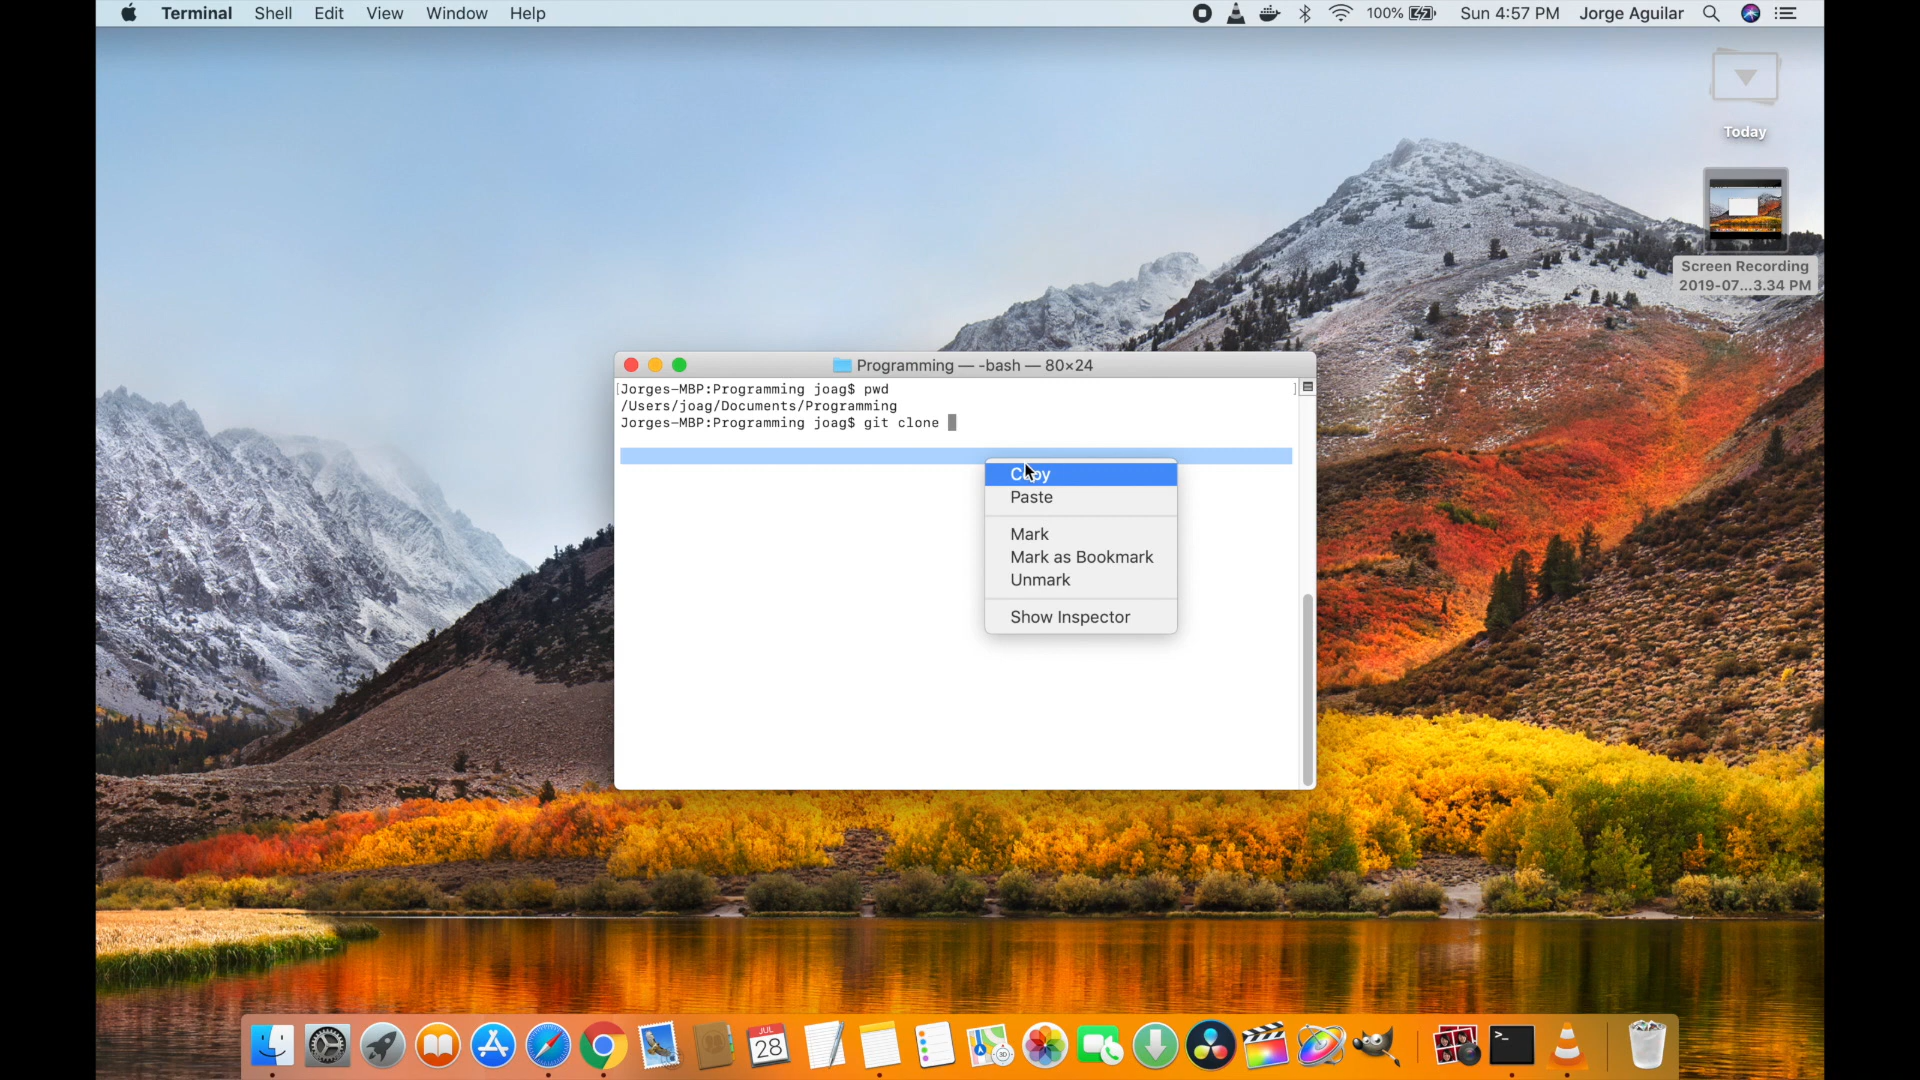 Terminal Shell Edit View Window Help 100% Sun 4:57 PM Jorge Aguilar
Today
Screen Recording
2019-07...3.34 PM
Programming — -bash — 80×24
[Jorges-MBP:Programming joag$ pwd ]
/Users/joag/Documents/Programming
Jorges-MBP:Programming joag$ git clone
Copy
Paste
Mark
Mark as Bookmark
Unmark
Show Inspector
JUL
28
3D
>_